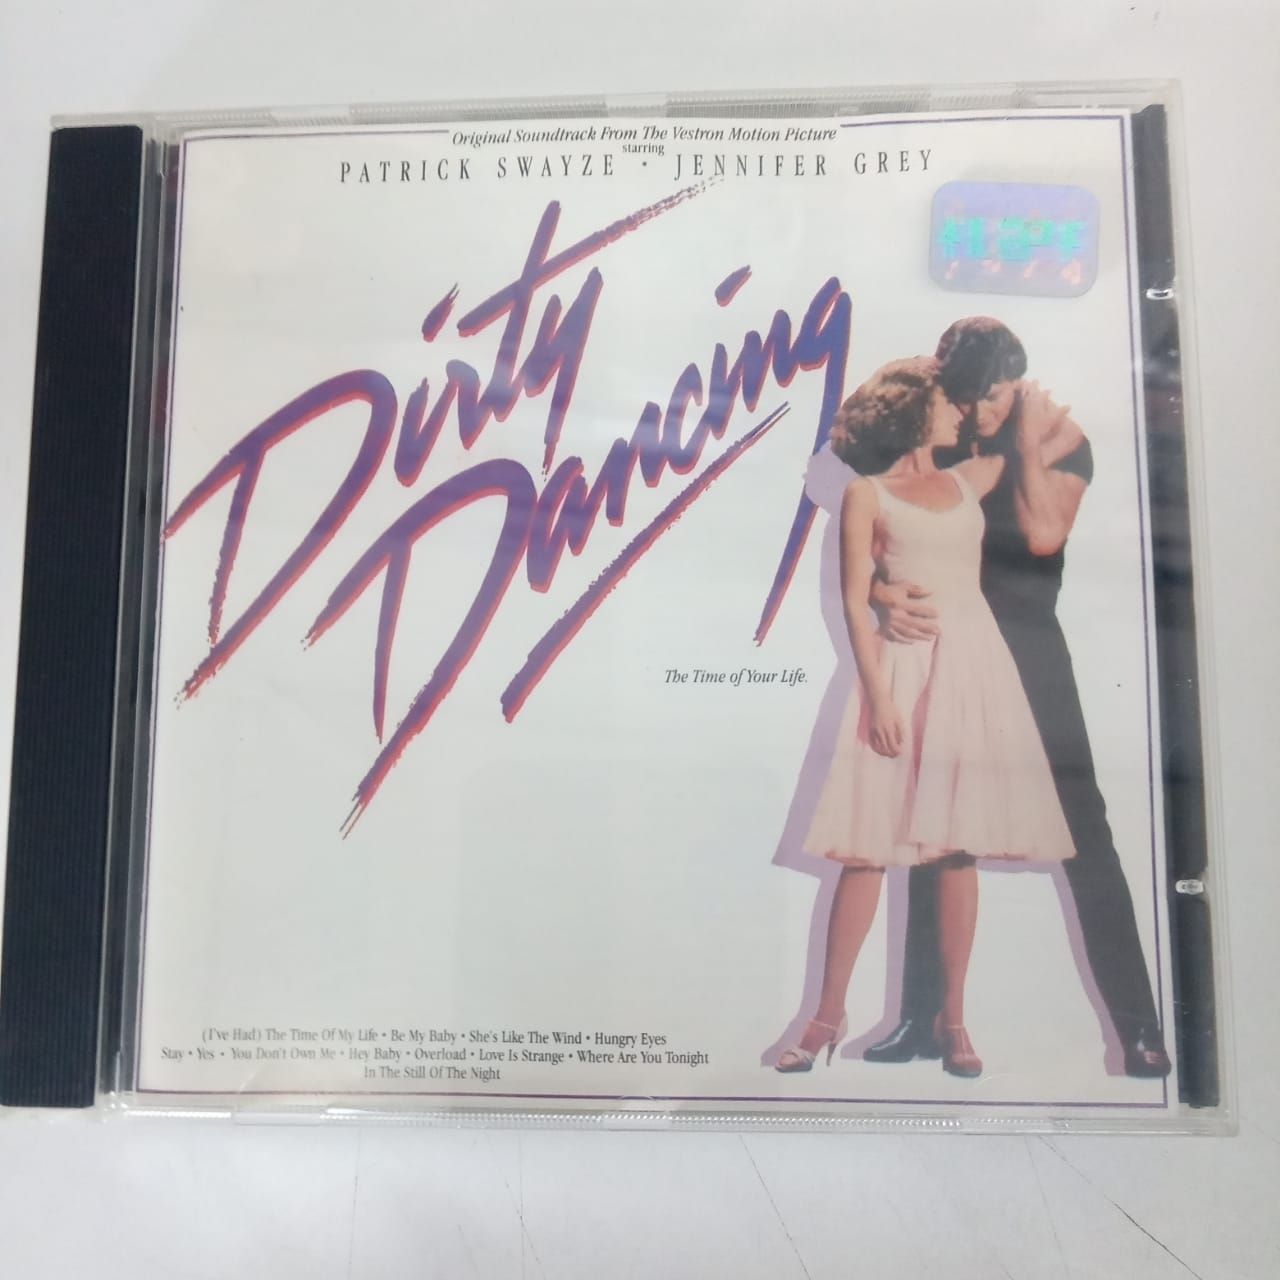 Original Soundtrack From The Vestron Motion Picture
starring
PATRICK SWAYZE • JENNIFER GREY
Dirty
Dancing
The Time of Your Life.
(I've Had) The Time Of My Life • Be My Baby • She's Like The Wind • Hungry Eyes
Stay • Yes • You Don't Own Me • Hey Baby • Overload • Love Is Strange • Where Are You Tonight
In The Still Of The Night